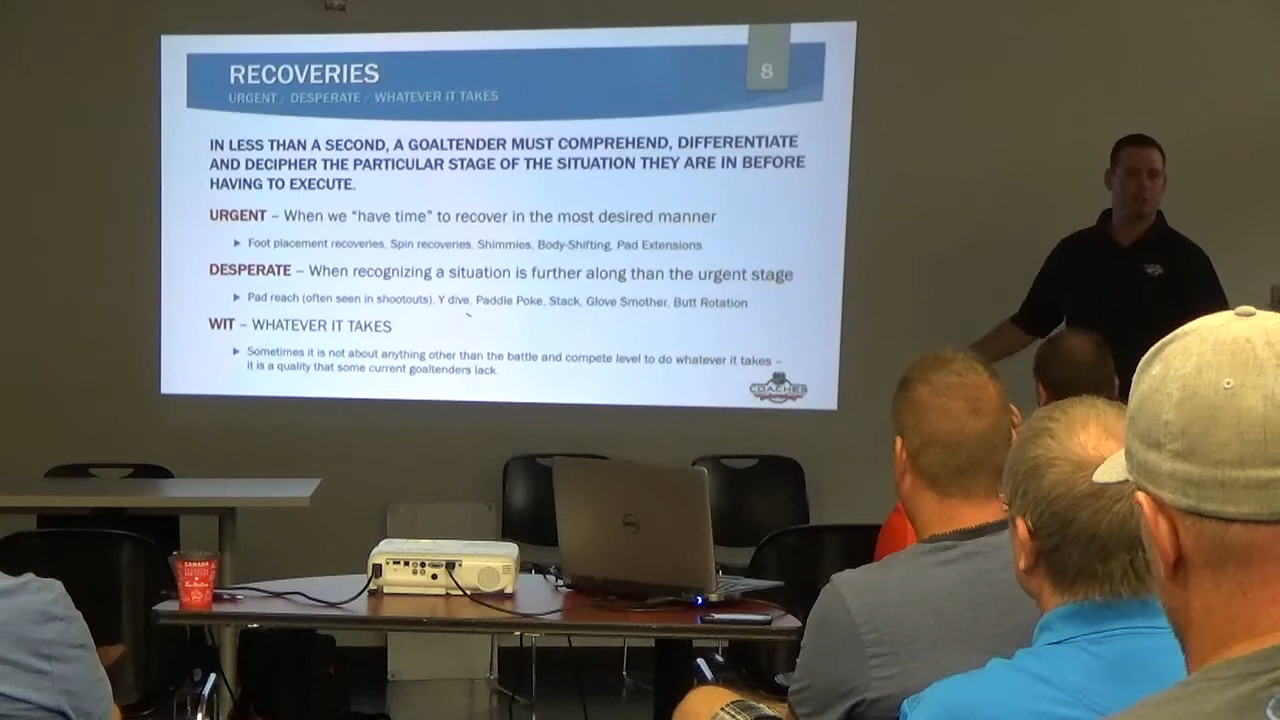 RECOVERIES
8
URGENT / DESPERATE / WHATEVER IT TAKES
IN LESS THAN A SECOND, A GOALTENDER MUST COMPREHEND, DIFFERENTIATE
AND DECIPHER THE PARTICULAR STAGE OF THE SITUATION THEY ARE IN BEFORE
HAVING TO EXECUTE.
URGENT – When we “have time” to recover in the most desired manner
Foot placement recoveries, Spin recoveries, Shimmies, Body-Shifting, Pad Extensions
DESPERATE – When recognizing a situation is further along than the urgent stage
Pad reach (often seen in shootouts), Y dive, Paddle Poke, Stack, Glove Smother, Butt Rotation
WIT – WHATEVER IT TAKES
Sometimes it is not about anything other than the battle and compete level to do whatever it takes –
it is a quality that some current goaltenders lack.
COACHES
DELL
CANADA